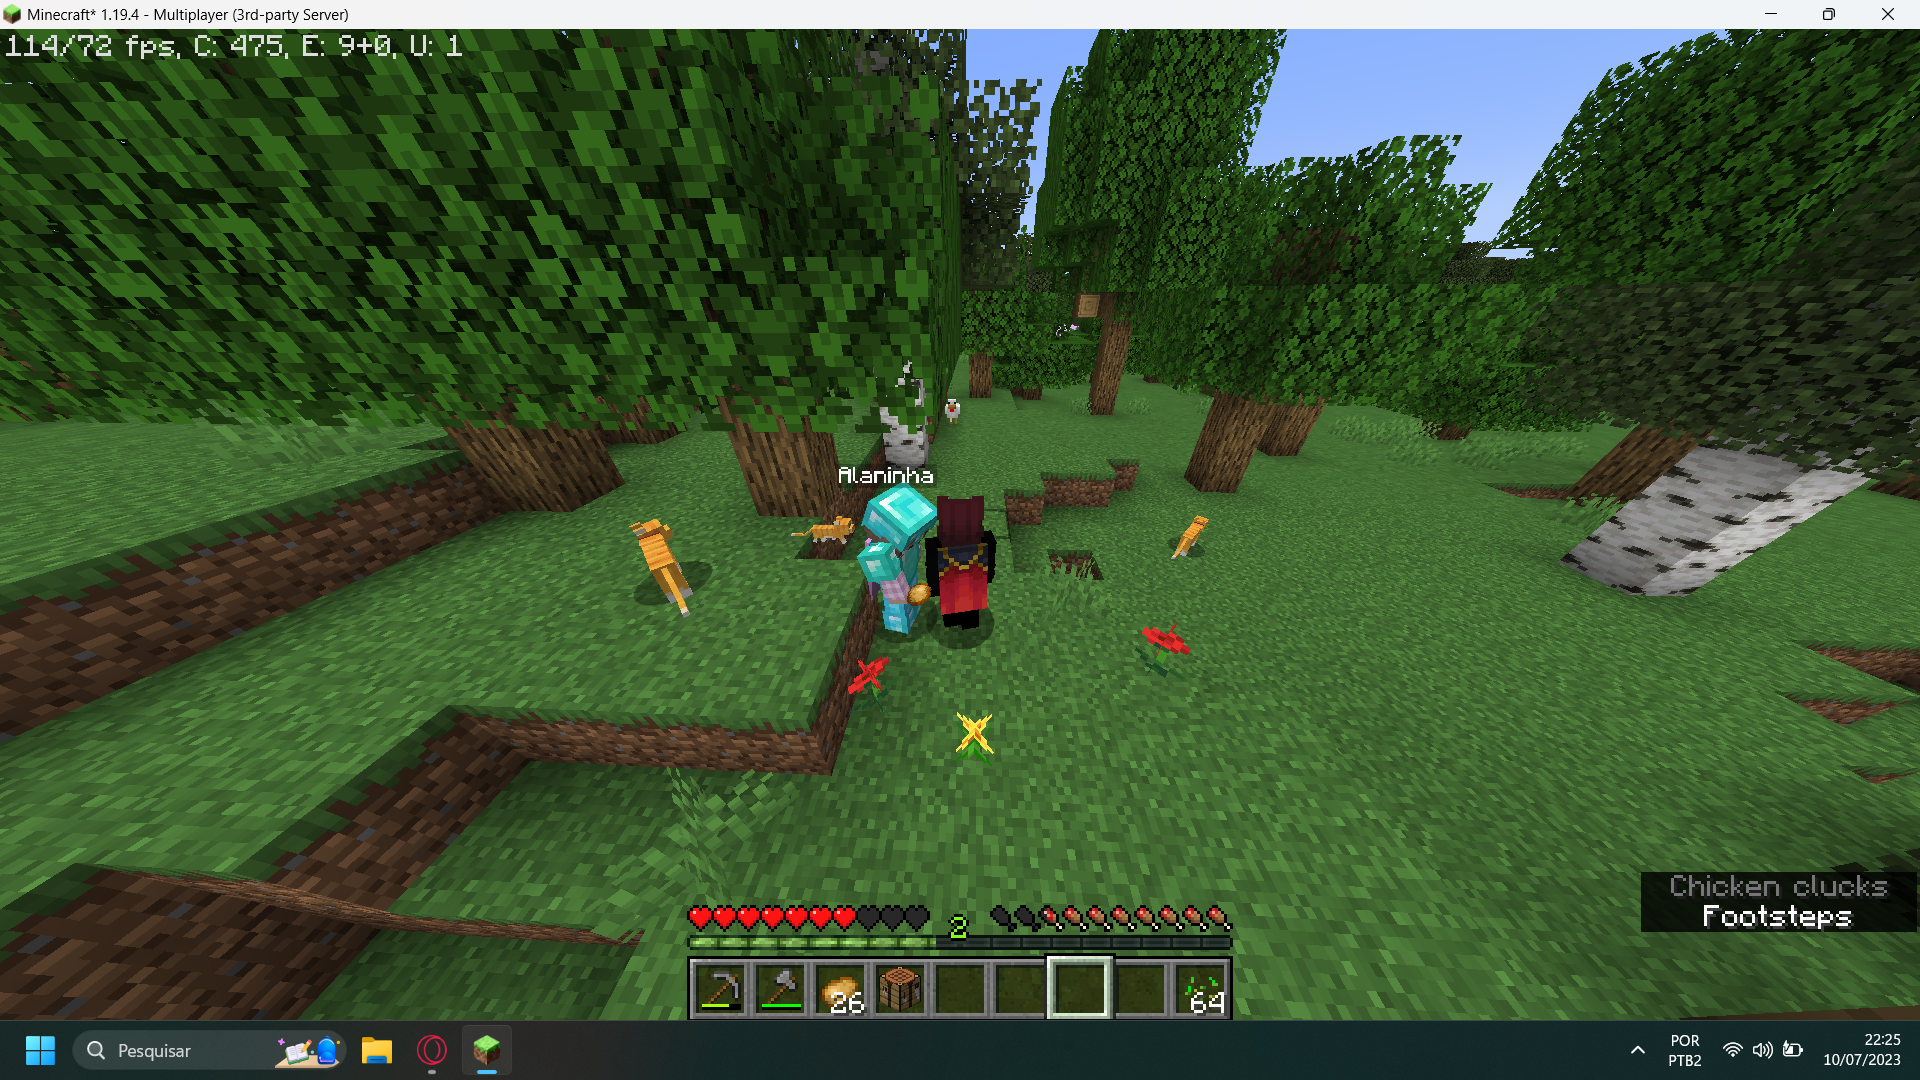 Minecraft* 1.19.4 - Multiplayer (3rd-party Server)
114/72 fps, C: 475, E: 9+0, U: 1
Alaninha
Chicken clucks
Footsteps
2
26
64
Pesquisar
POR
PTB2
22:25
10/07/2023